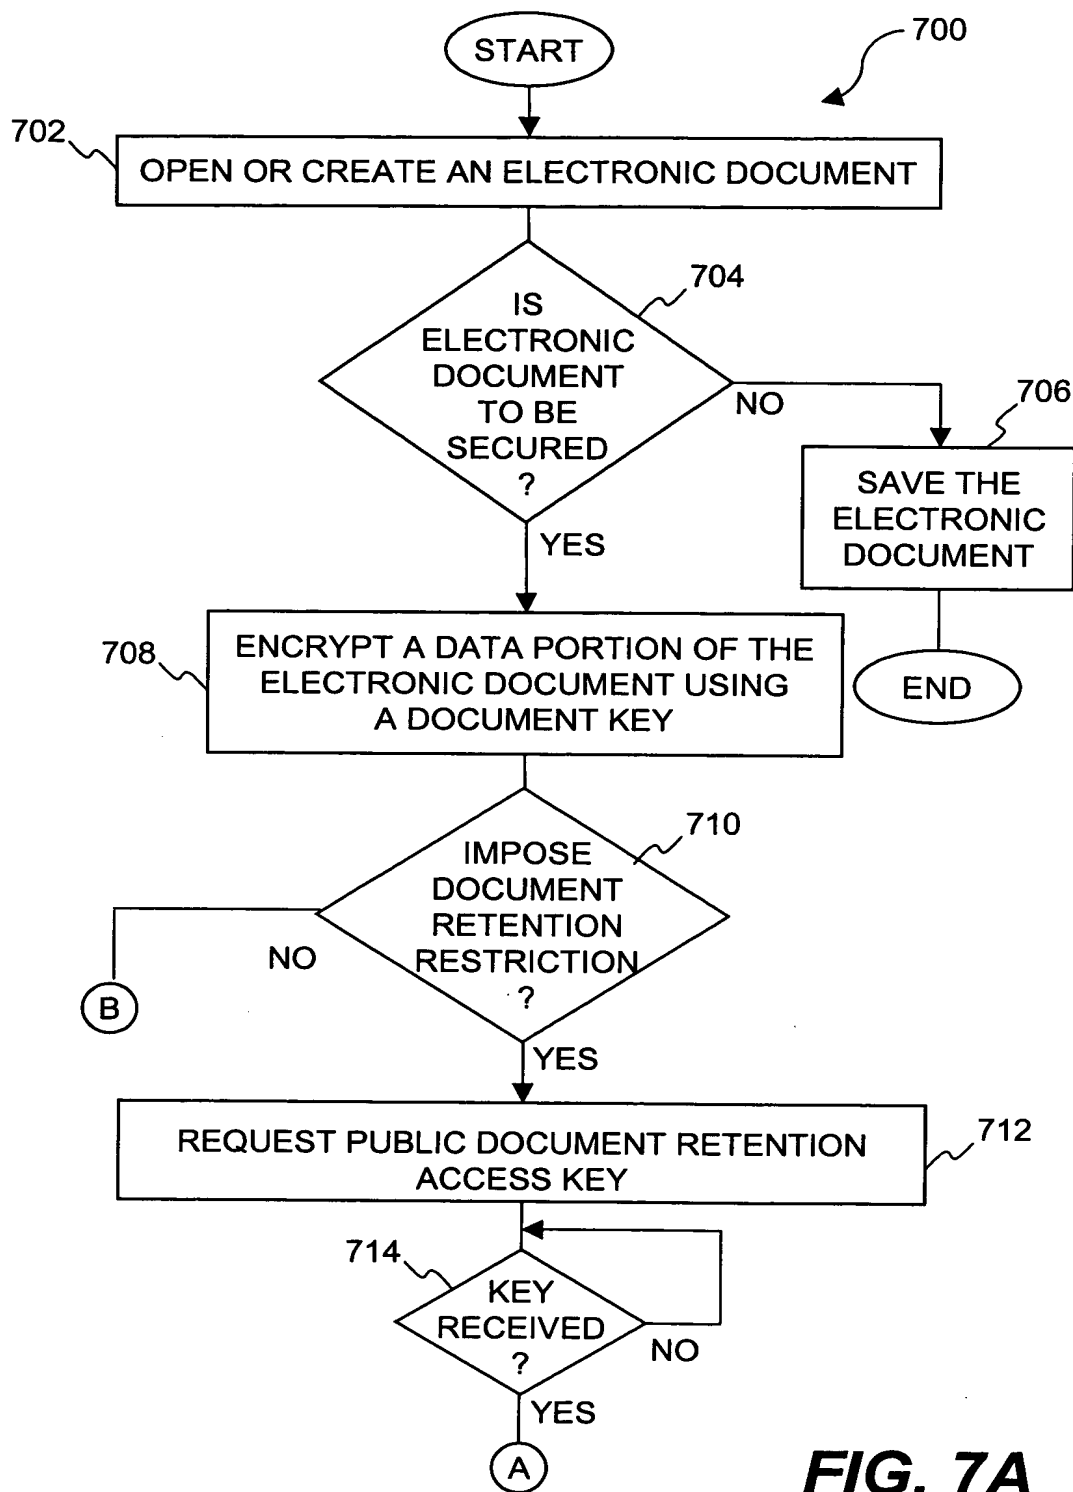 START
700
702
OPEN OR CREATE AN ELECTRONIC DOCUMENT
704
IS
ELECTRONIC
DOCUMENT
TO BE
SECURED
?
NO
706
SAVE THE
ELECTRONIC
DOCUMENT
END
YES
708
ENCRYPT A DATA PORTION OF THE
ELECTRONIC DOCUMENT USING
A DOCUMENT KEY
710
IMPOSE
DOCUMENT
RETENTION
RESTRICTION
?
NO
B
YES
REQUEST PUBLIC DOCUMENT RETENTION
ACCESS KEY
712
714
KEY
RECEIVED
?
NO
YES
A
FIG. 7A